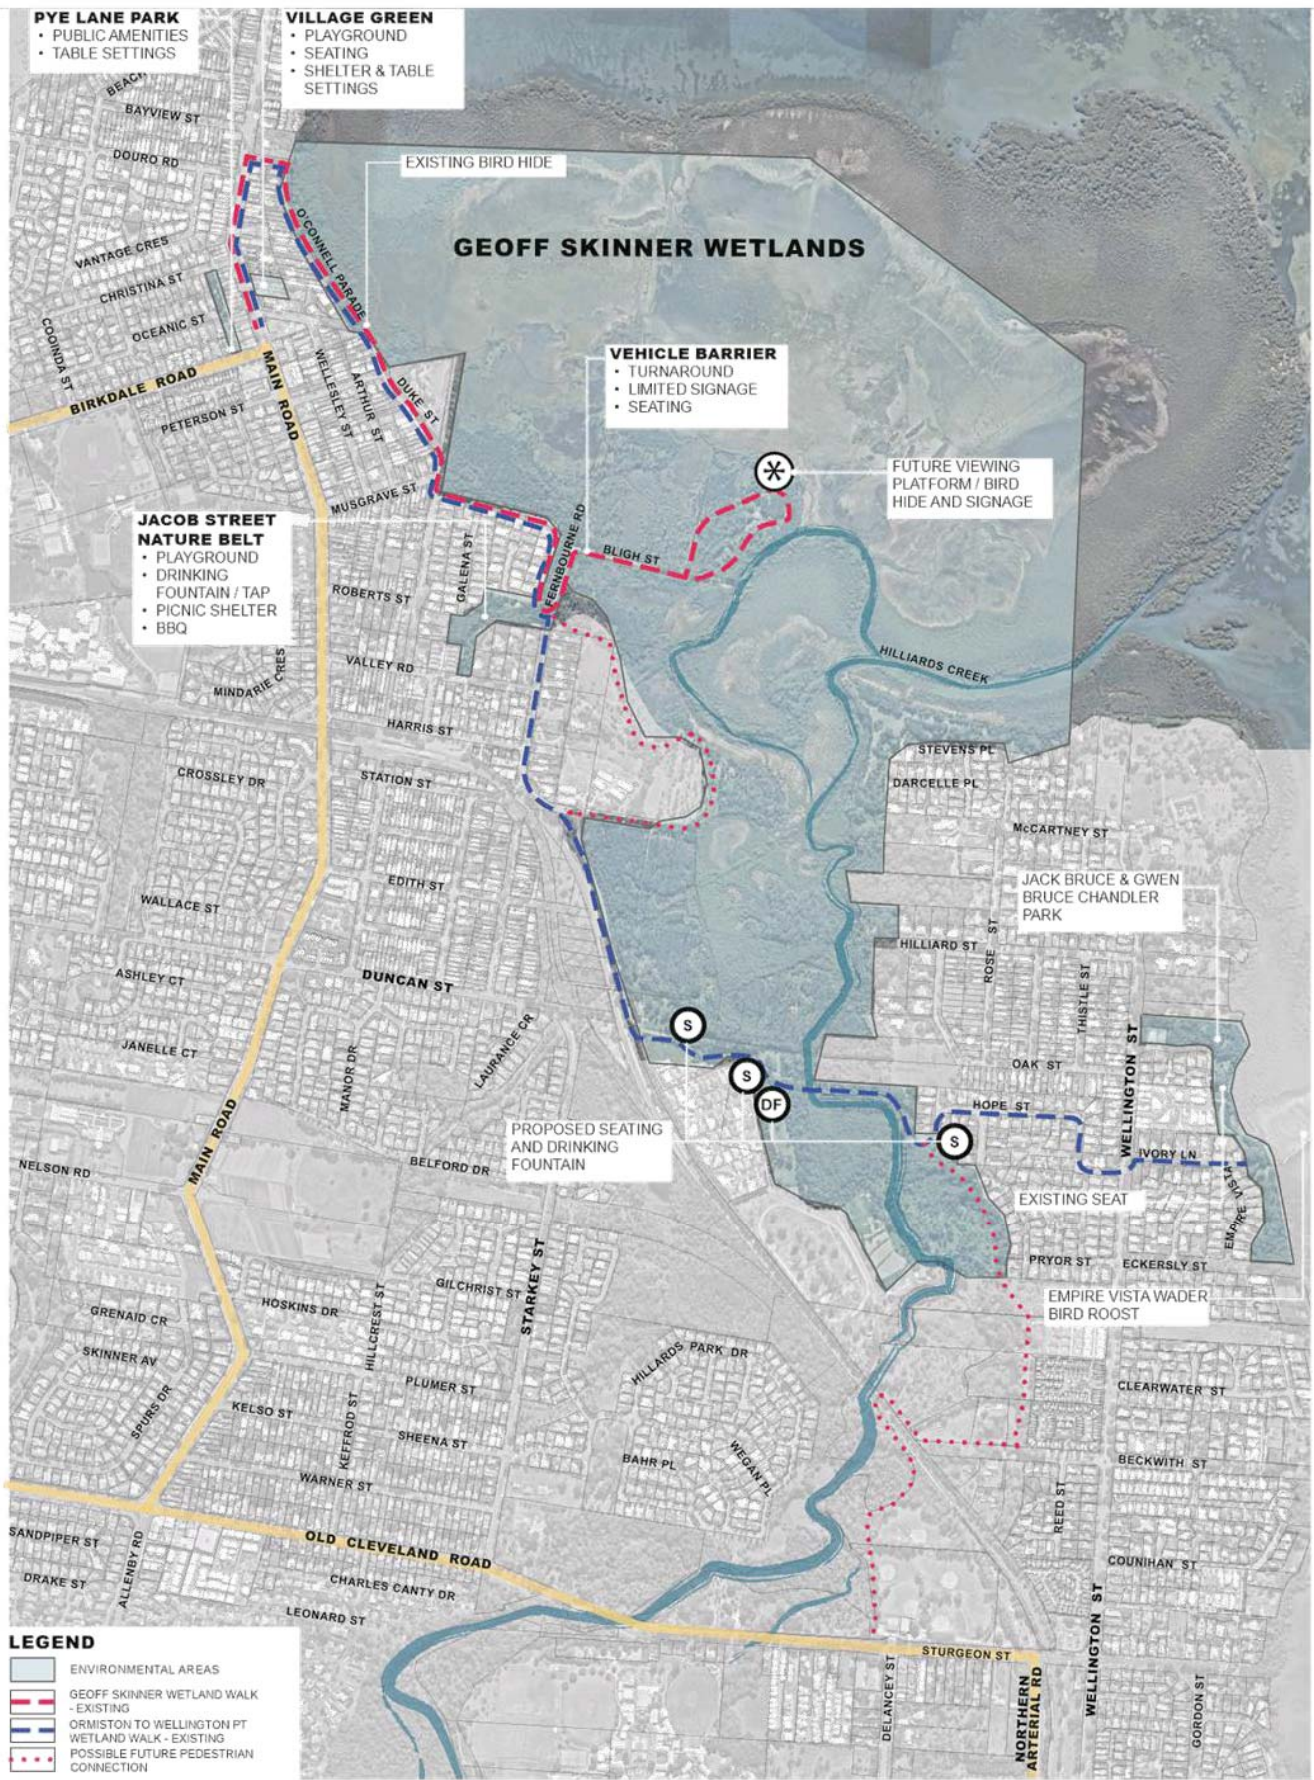 PYE LANE PARK
• PUBLIC AMENITIES
• TABLE SETTINGS
VILLAGE GREEN
• PLAYGROUND
• SEATING
• SHELTER & TABLE
SETTINGS
BAYVIEW ST
DOURO RD
EXISTING BIRD HIDE
O'CONNELL PARADE
GEOFF SKINNER WETLANDS
VANTAGE CRES
CHRISTINA ST
OCEANIC ST
COOINDA ST
BIRKDALE ROAD
MAIN ROAD
WELLESLEY ST
ARTHUR ST
DUKE ST
PETERSON ST
VEHICLE BARRIER
• TURNAROUND
• LIMITED SIGNAGE
• SEATING
FUTURE VIEWING
PLATFORM / BIRD
HIDE AND SIGNAGE
MUSGRAVE ST
JACOB STREET
NATURE BELT
• PLAYGROUND
• DRINKING
FOUNTAIN / TAP
• PICNIC SHELTER
• BBQ
GALENA ST
FERNBOURNE RD
BLIGH ST
ROBERTS ST
VALLEY RD
MINDARIE CRES
HILLIARDS CREEK
HARRIS ST
STEVENS PL
CROSSLEY DR
STATION ST
DARCELLE PL
McCARTNEY ST
EDITH ST
JACK BRUCE & GWEN
BRUCE CHANDLER
PARK
WALLACE ST
HILLIARD ST
ROSE ST
ASHLEY CT
DUNCAN ST
THISTLE ST
S
JANELLE CT
MANOR DR
LAURANCE CR
WELLINGTON ST
OAK ST
S
DF
HOPE ST
MAIN ROAD
PROPOSED SEATING
AND DRINKING
FOUNTAIN
S
IVORY LN
NELSON RD
BELFORD DR
EXISTING SEAT
EMPIRE VISTA
STARKEY ST
PRYOR ST
ECKERSLY ST
GILCHRIST ST
HILLCREST ST
HOSKINS DR
GRENAID CR
EMPIRE VISTA WADER
BIRD ROOST
SKINNER AV
HILLARDS PARK DR
PLUMER ST
CLEARWATER ST
SPURS DR
KELSO ST
KEFFROD ST
SHEENA ST
BAHR PL
WEGAN PL
BECKWITH ST
WARNER ST
REED ST
SANDPIPER ST
ALLENBY RD
OLD CLEVELAND ROAD
COUNIHAN ST
DRAKE ST
CHARLES CANTY DR
LEONARD ST
WELLINGTON ST
STURGEON ST
DELANCEY ST
NORTHERN
ARTERIAL RD
GORDON ST
LEGEND
ENVIRONMENTAL AREAS
GEOFF SKINNER WETLAND WALK
- EXISTING
ORMISTON TO WELLINGTON PT
WETLAND WALK - EXISTING
POSSIBLE FUTURE PEDESTRIAN
CONNECTION